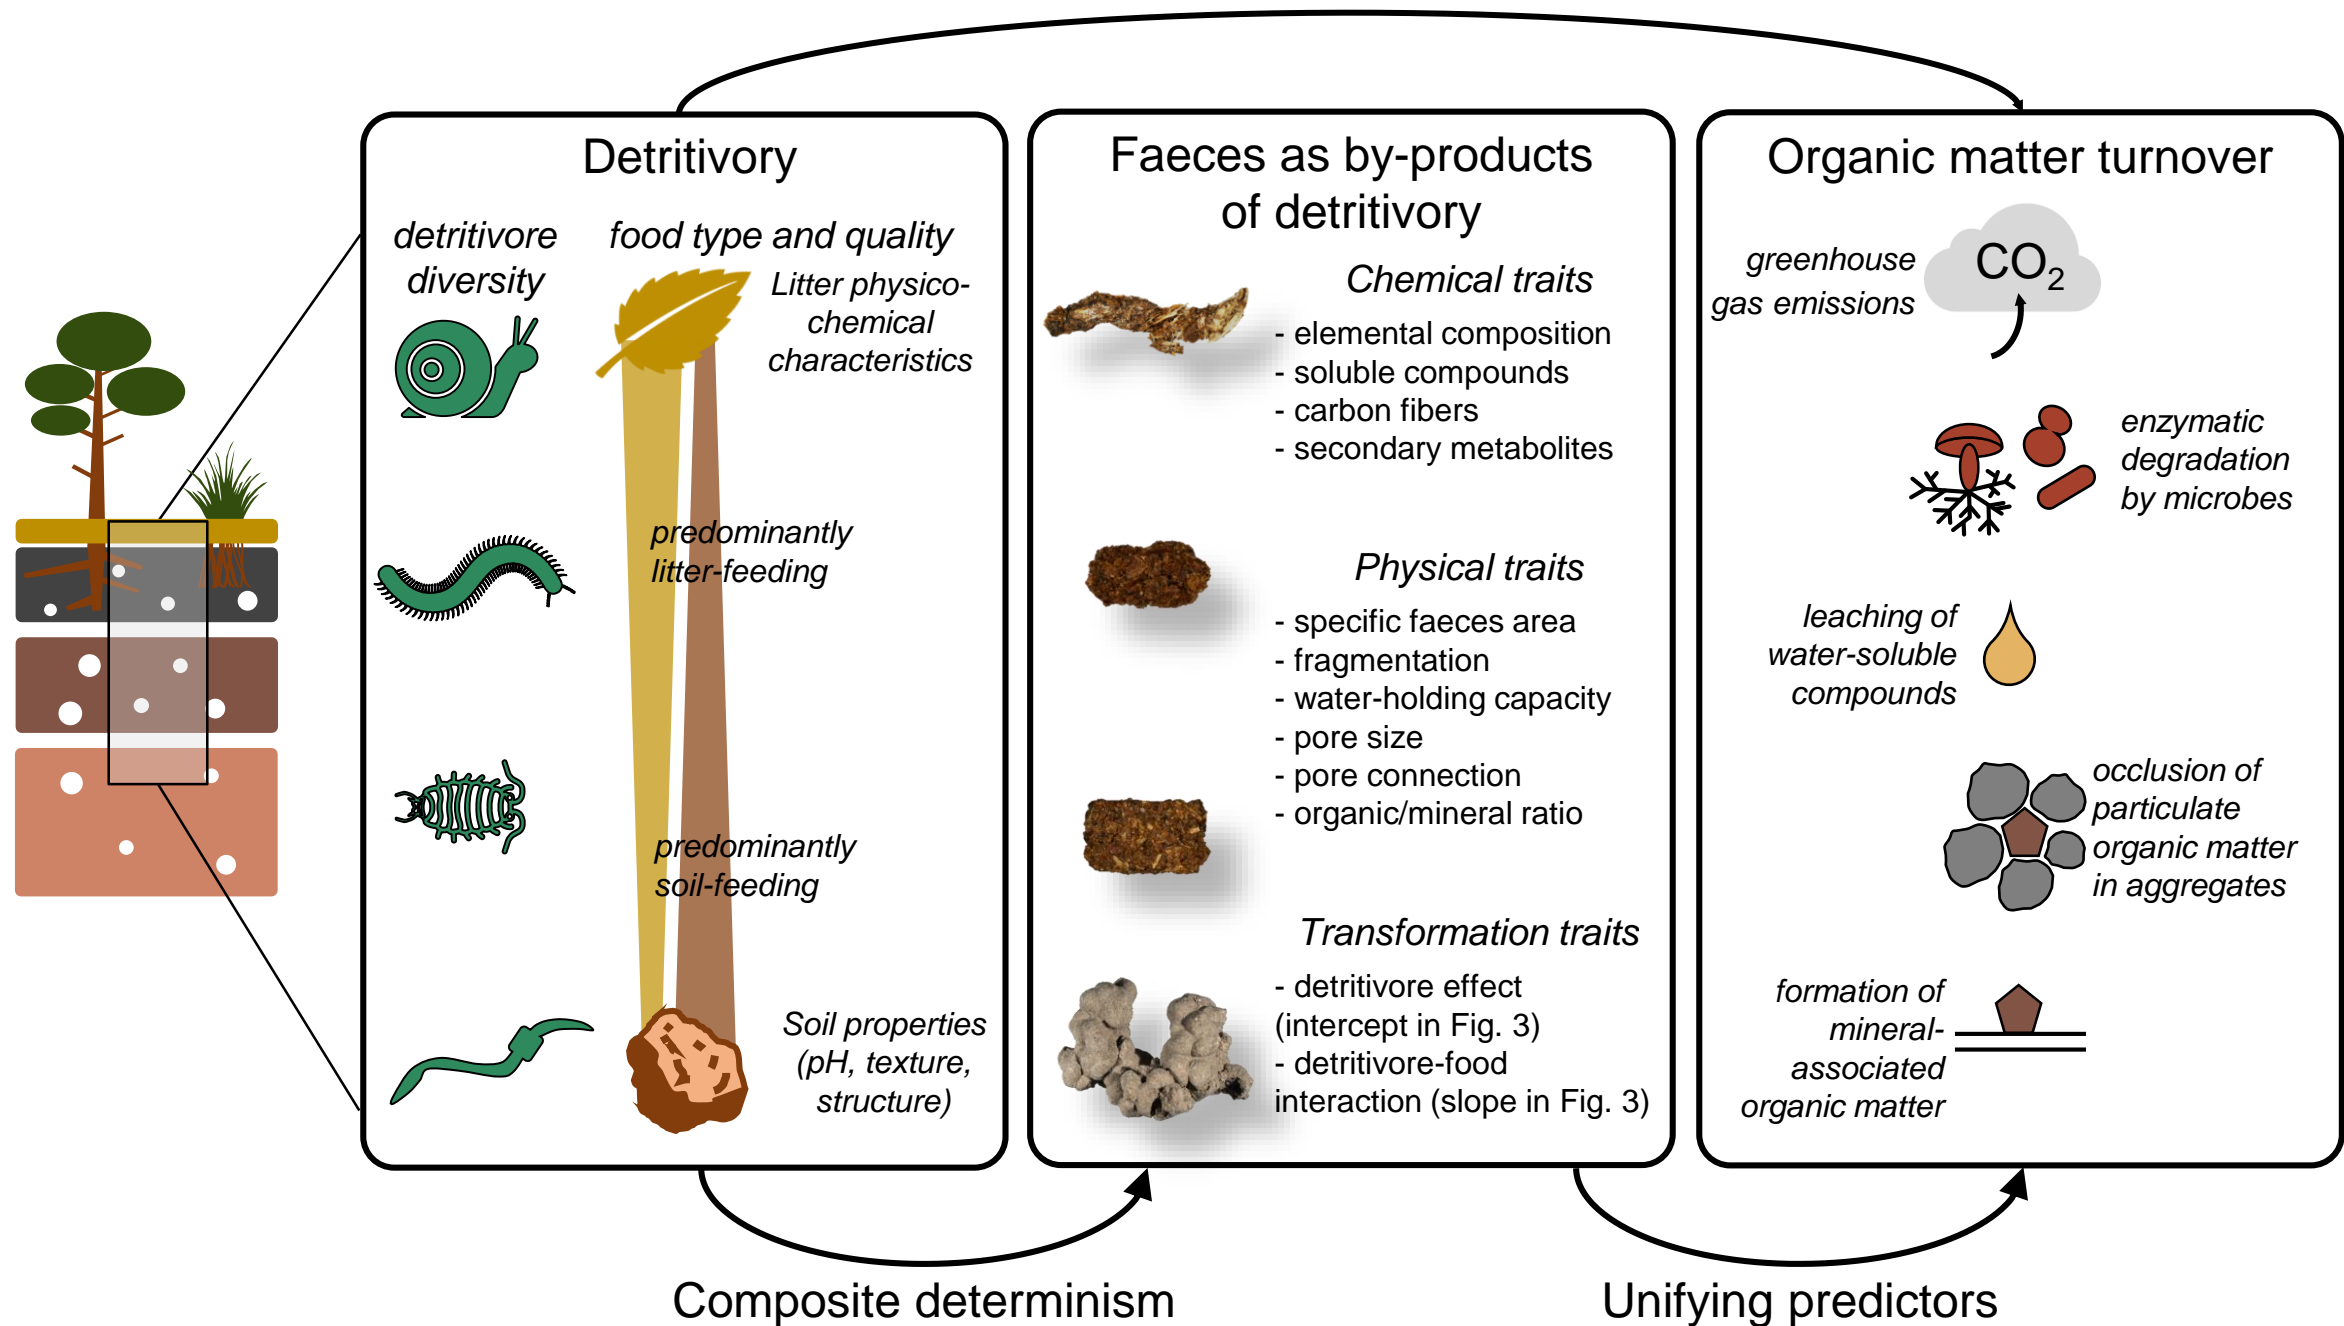 Detritivory
detritivore
diversity
food type and quality
Litter physico-
chemical
characteristics
predominantly
litter-feeding
predominantly
soil-feeding
Soil properties
(pH, texture,
structure)
Faeces as by-products
of detritivory
Chemical traits
- elemental composition
- soluble compounds
- carbon fibers
- secondary metabolites
Physical traits
- specific faeces area
- fragmentation
- water-holding capacity
- pore size
- pore connection
- organic/mineral ratio
Transformation traits
- detritivore effect
(intercept in Fig. 3)
- detritivore-food
interaction (slope in Fig. 3)
Organic matter turnover
greenhouse
gas emissions
CO2
enzymatic
degradation
by microbes
leaching of
water-soluble
compounds
occlusion of
particulate
organic matter
in aggregates
formation of
mineral-
associated
organic matter
Composite determinism
Unifying predictors